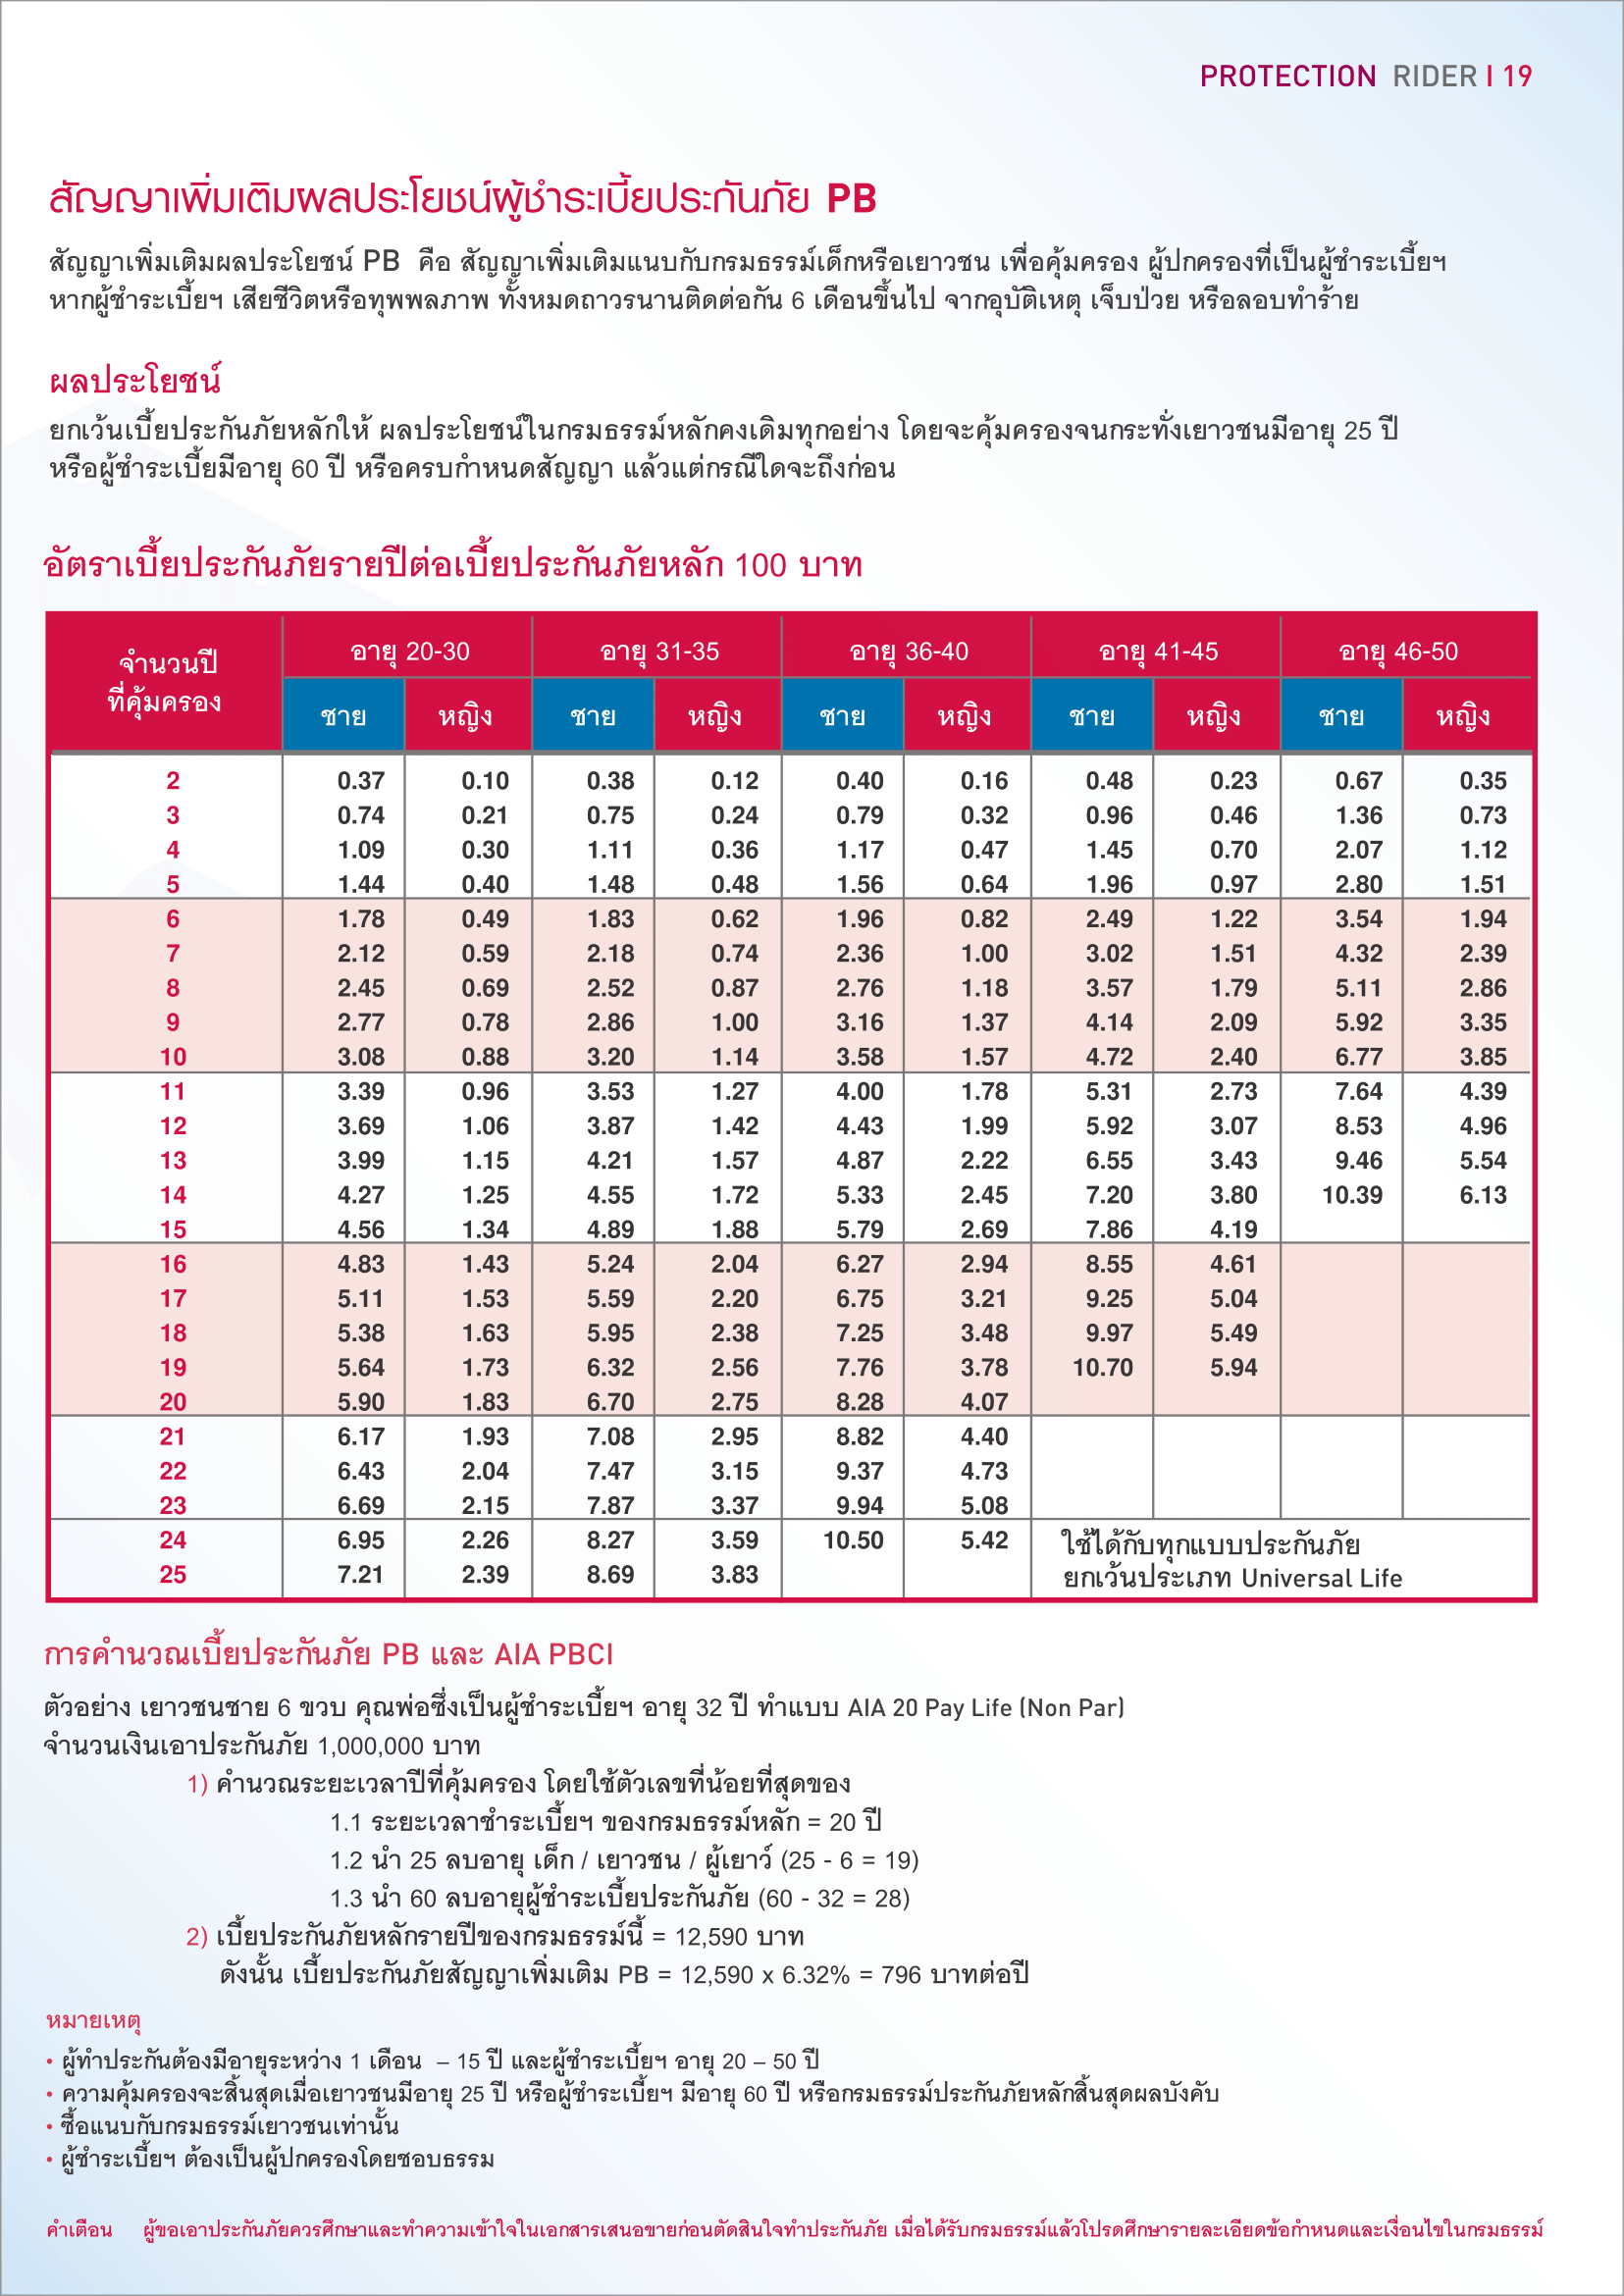 PROTECTION RIDER | 19
สัญญาเพิ่มเติมผลประโยชน์ผู้ชำระเบี้ยประกันภัย PB
สัญญาเพิ่มเติมผลประโยชน์ PB คือ สัญญาเพิ่มเติมแนบกับกรมธรรม์เด็กหรือเยาวชน เพื่อคุ้มครอง ผู้ปกครองที่เป็นผู้ชำระเบี้ยฯ
หากผู้ชำระเบี้ยฯ เสียชีวิตหรือทุพพลภาพ ทั้งหมดถาวรนานติดต่อกัน 6 เดือนขึ้นไป จากอุบัติเหตุ เจ็บป่วย หรือลอบทำร้าย
ผลประโยชน์
ยกเว้นเบี้ยประกันภัยหลักให้ ผลประโยชน์ในกรมธรรม์หลักคงเดิมทุกอย่าง โดยจะคุ้มครองจนกระทั่งเยาวชนมีอายุ 25 ปี
หรือผู้ชำระเบี้ยมีอายุ 60 ปี หรือครบกำหนดสัญญา แล้วแต่กรณีใดจะถึงก่อน
อัตราเบี้ยประกันภัยรายปีต่อเบี้ยประกันภัยหลัก 100 บาท
จำนวนปี
ที่คุ้มครอง
อายุ 20-30 อายุ 31-35 อายุ 36-40 อายุ 41-45 อายุ 46-50
ชาย หญิง ชาย หญิง ชาย หญิง ชาย หญิง ชาย หญิง
2 0.37 0.10 0.38 0.12 0.40 0.16 0.48 0.23 0.67 0.35
3 0.74 0.21 0.75 0.24 0.79 0.32 0.96 0.46 1.36 0.73
4 1.09 0.30 1.11 0.36 1.17 0.47 1.45 0.70 2.07 1.12
5 1.44 0.40 1.48 0.48 1.56 0.64 1.96 0.97 2.80 1.51
6 1.78 0.49 1.83 0.62 1.96 0.82 2.49 1.22 3.54 1.94
7 2.12 0.59 2.18 0.74 2.36 1.00 3.02 1.51 4.32 2.39
8 2.45 0.69 2.52 0.87 2.76 1.18 3.57 1.79 5.11 2.86
9 2.77 0.78 2.86 1.00 3.16 1.37 4.14 2.09 5.92 3.35
10 3.08 0.88 3.20 1.14 3.58 1.57 4.72 2.40 6.77 3.85
11 3.39 0.96 3.53 1.27 4.00 1.78 5.31 2.73 7.64 4.39
12 3.69 1.06 3.87 1.42 4.43 1.99 5.92 3.07 8.53 4.96
13 3.99 1.15 4.21 1.57 4.87 2.22 6.55 3.43 9.46 5.54
14 4.27 1.25 4.55 1.72 5.33 2.45 7.20 3.80 10.39 6.13
15 4.56 1.34 4.89 1.88 5.79 2.69 7.86 4.19
16 4.83 1.43 5.24 2.04 6.27 2.94 8.55 4.61
17 5.11 1.53 5.59 2.20 6.75 3.21 9.25 5.04
18 5.38 1.63 5.95 2.38 7.25 3.48 9.97 5.49
19 5.64 1.73 6.32 2.56 7.76 3.78 10.70 5.94
20 5.90 1.83 6.70 2.75 8.28 4.07
21 6.17 1.93 7.08 2.95 8.82 4.40
22 6.43 2.04 7.47 3.15 9.37 4.73
23 6.69 2.15 7.87 3.37 9.94 5.08
24 6.95 2.26 8.27 3.59 10.50 5.42 ใช้ได้กับทุกแบบประกันภัย
25 7.21 2.39 8.69 3.83 ยกเว้นประเภท Universal Life
การคำนวณเบี้ยประกันภัย PB และ AIA PBCI
ตัวอย่าง เยาวชนชาย 6 ขวบ คุณพ่อซึ่งเป็นผู้ชำระเบี้ยฯ อายุ 32 ปี ทำแบบ AIA 20 Pay Life (Non Par)
จำนวนเงินเอาประกันภัย 1,000,000 บาท
1) คำนวณระยะเวลาปีที่คุ้มครอง โดยใช้ตัวเลขที่น้อยที่สุดของ
1.1 ระยะเวลาชำระเบี้ยฯ ของกรมธรรม์หลัก = 20 ปี
1.2 นำ 25 ลบอายุ เด็ก / เยาวชน / ผู้เยาว์ (25 - 6 = 19)
1.3 นำ 60 ลบอายุผู้ชำระเบี้ยประกันภัย (60 - 32 = 28)
2) เบี้ยประกันภัยหลักรายปีของกรมธรรม์นี้ = 12,590 บาท
ดังนั้น เบี้ยประกันภัยสัญญาเพิ่มเติม PB = 12,590 x 6.32% = 796 บาทต่อปี
หมายเหตุ
• ผู้ทำประกันต้องมีอายุระหว่าง 1 เดือน – 15 ปี และผู้ชำระเบี้ยฯ อายุ 20 – 50 ปี
• ความคุ้มครองจะสิ้นสุดเมื่อเยาวชนมีอายุ 25 ปี หรือผู้ชำระเบี้ยฯ มีอายุ 60 ปี หรือกรมธรรม์ประกันภัยหลักสิ้นสุดผลบังคับ
• ซื้อแนบกับกรมธรรม์เยาวชนเท่านั้น
• ผู้ชำระเบี้ยฯ ต้องเป็นผู้ปกครองโดยชอบธรรม
คำเตือน ผู้ขอเอาประกันภัยควรศึกษาและทำความเข้าใจในเอกสารเสนอขายก่อนตัดสินใจทำประกันภัย เมื่อได้รับกรมธรรม์แล้วโปรดศึกษารายละเอียดข้อกำหนดและเงื่อนไขในกรมธรรม์